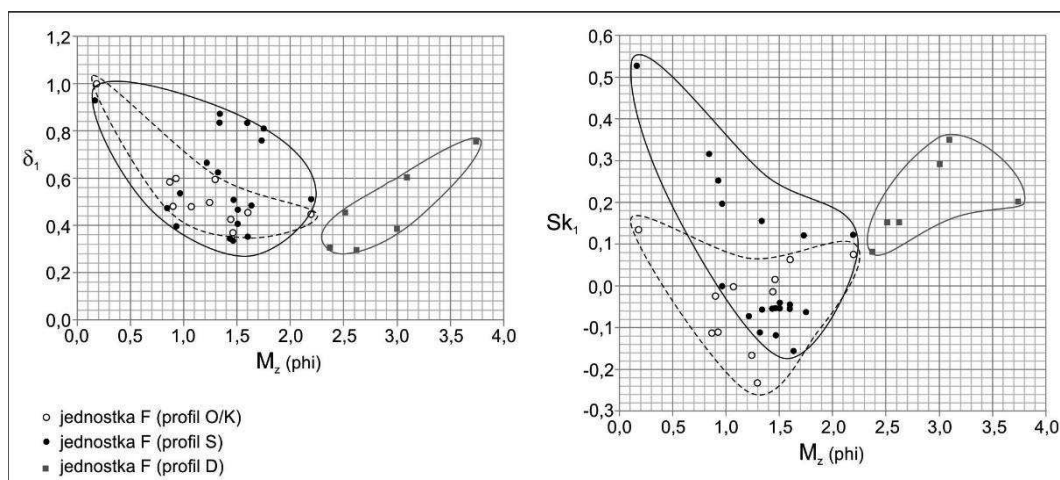 1,2
1,0
0,8
δ1
0,6
0,4
0,2
0,0
0,0 0,5 1,0 1,5 2,0 2,5 3,0 3,5 4,0
Mz (phi)
0,6
0,5
0,4
0,3
0,2
Sk1
0,1
0,0
-0,1
-0,2
-0,3
0,0 0,5 1,0 1,5 2,0 2,5 3,0 3,5 4,0
Mz (phi)
jednostka F (profil O/K)
jednostka F (profil S)
jednostka F (profil D)